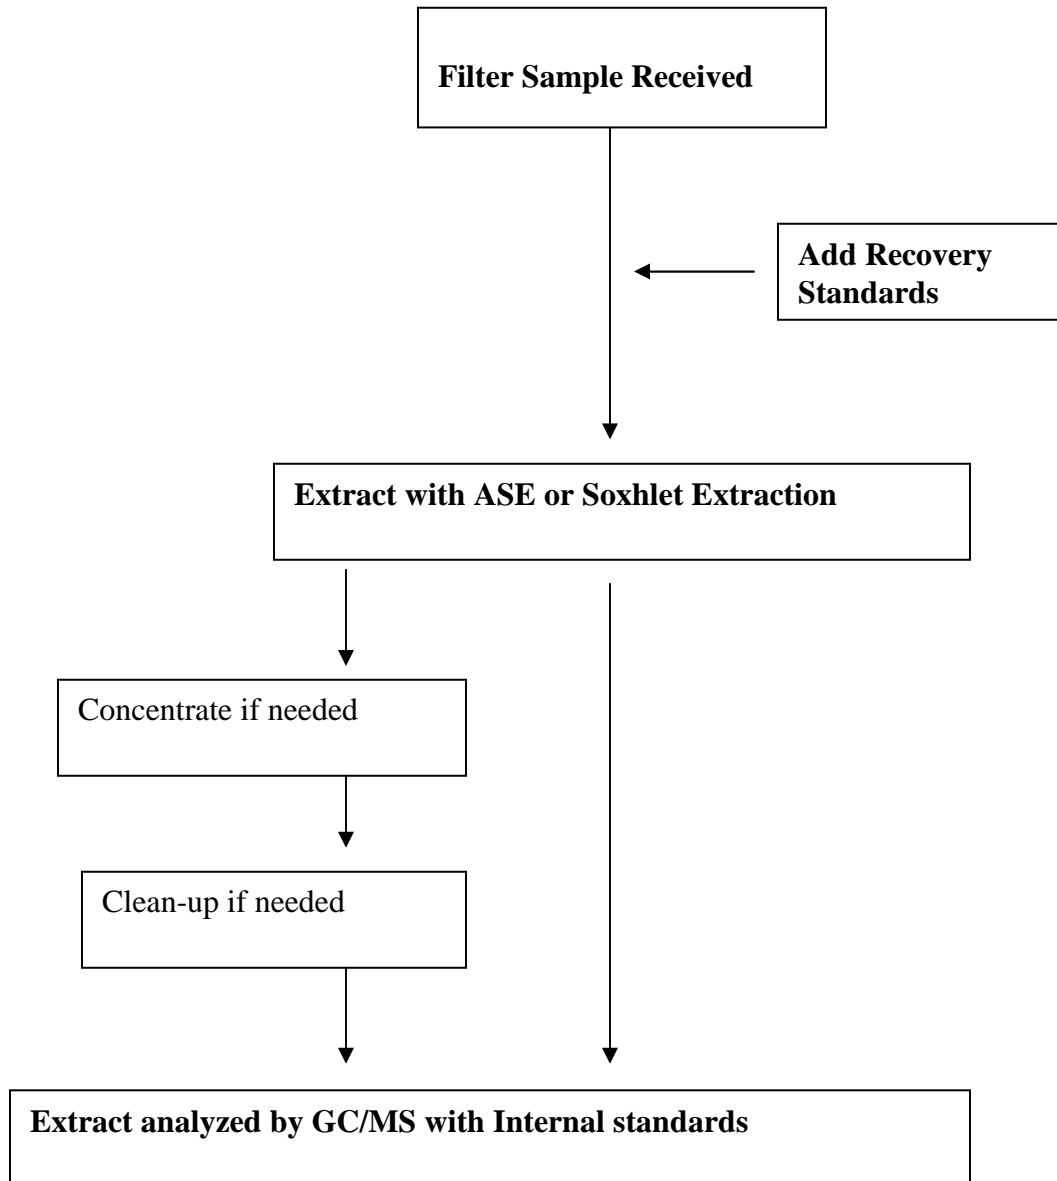 Filter Sample Received
Add Recovery
Standards
Extract with ASE or Soxhlet Extraction
Concentrate if needed
Clean-up if needed
Extract analyzed by GC/MS with Internal standards